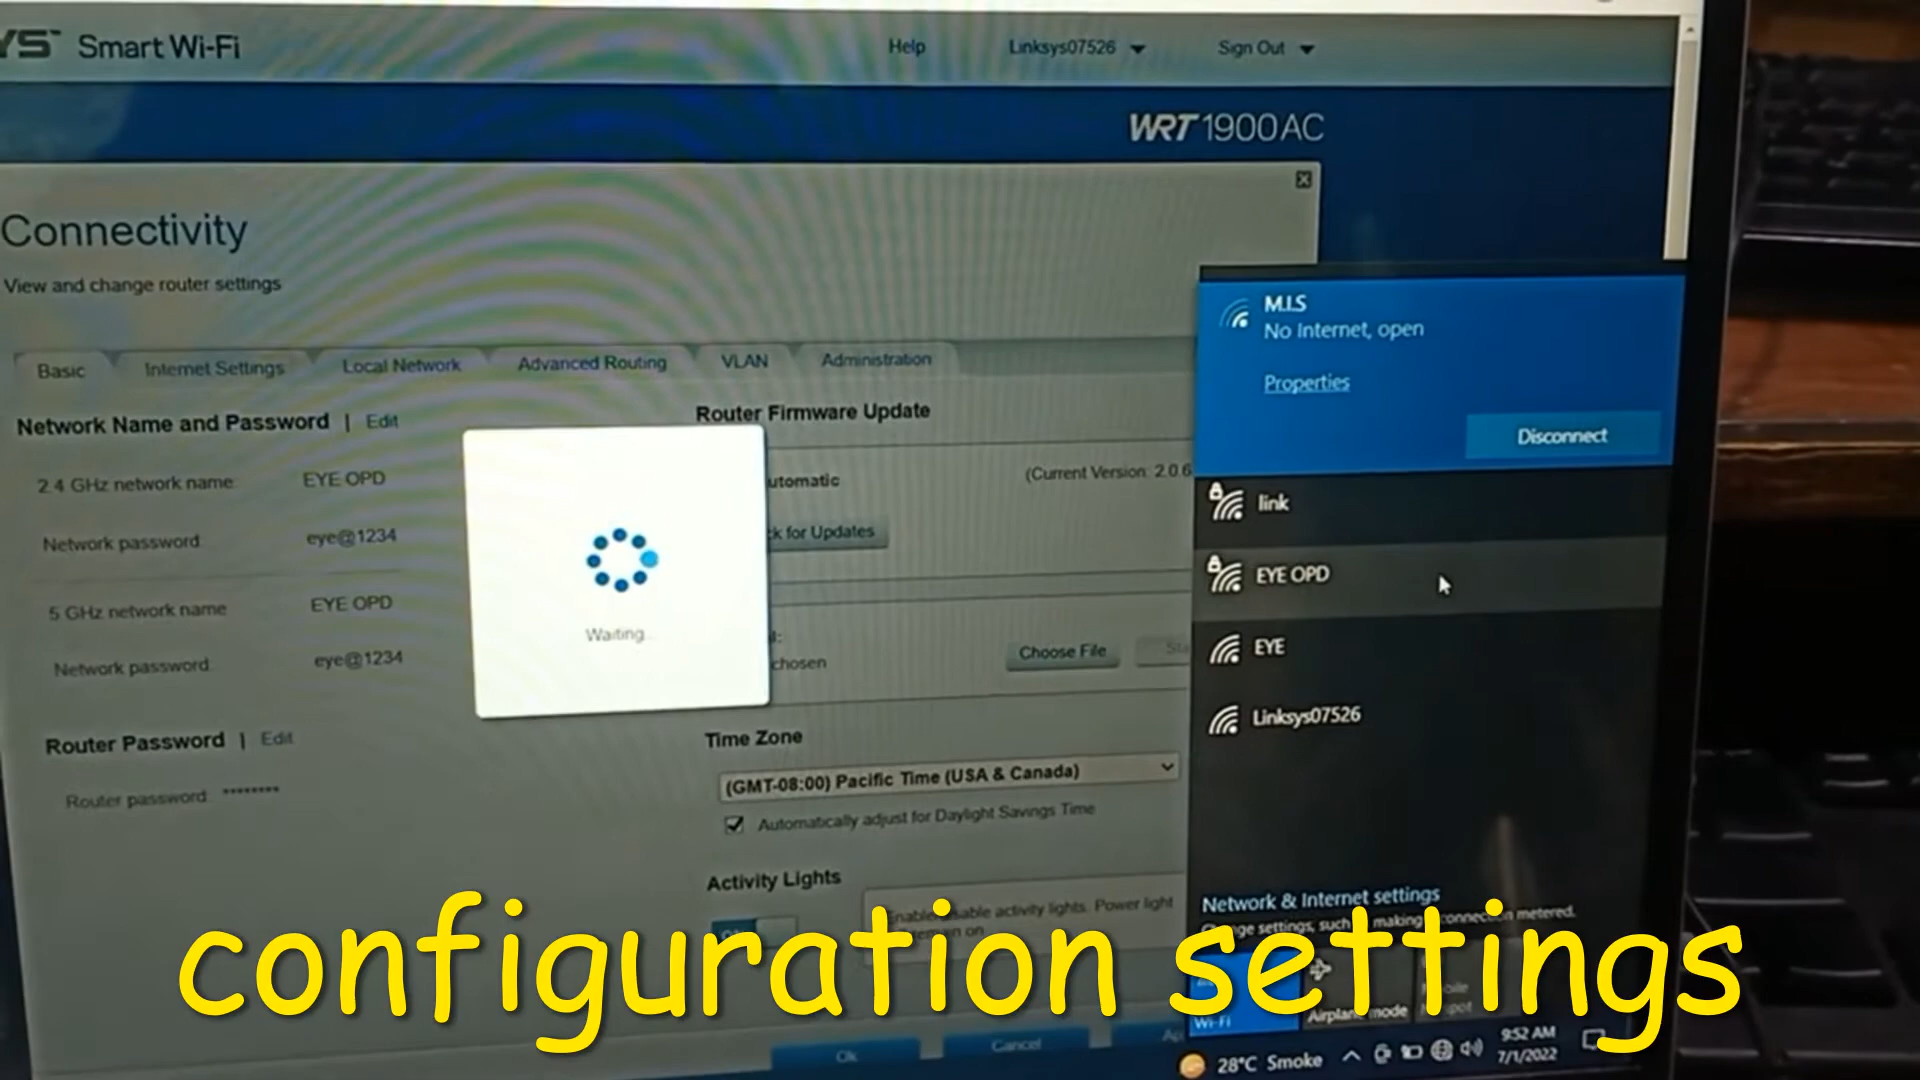 YS Smart Wi-Fi
Help
Linksys07526
Sign Out
WRT1900AC
Connectivity
View and change router settings
Basic
Internet Settings
Local Network
Advanced Routing
VLAN
Administration
Network Name and Password | Edit
2.4 GHz network name: EYE OPD
Network password: eye@1234
5 GHz network name EYE OPD
Network password: eye@1234
Router Password | Edit
Router password: ********
Waiting...
Router Firmware Update
utomatic
(Current Version: 2.0.6
k for Updates
chosen
Choose File
Time Zone
(GMT-08:00) Pacific Time (USA & Canada)
Automatically adjust for Daylight Savings Time
Activity Lights
activity lights. Power light
on
Ok
Cancel
M.I.S
No Internet, open
Properties
Disconnect
link
EYE OPD
EYE
Linksys07526
Network & Internet settings
settings, such making connection metered.
Wi-Fi
Airplane mode
28°C Smoke
9:52 AM
7/1/2022
configuration settings